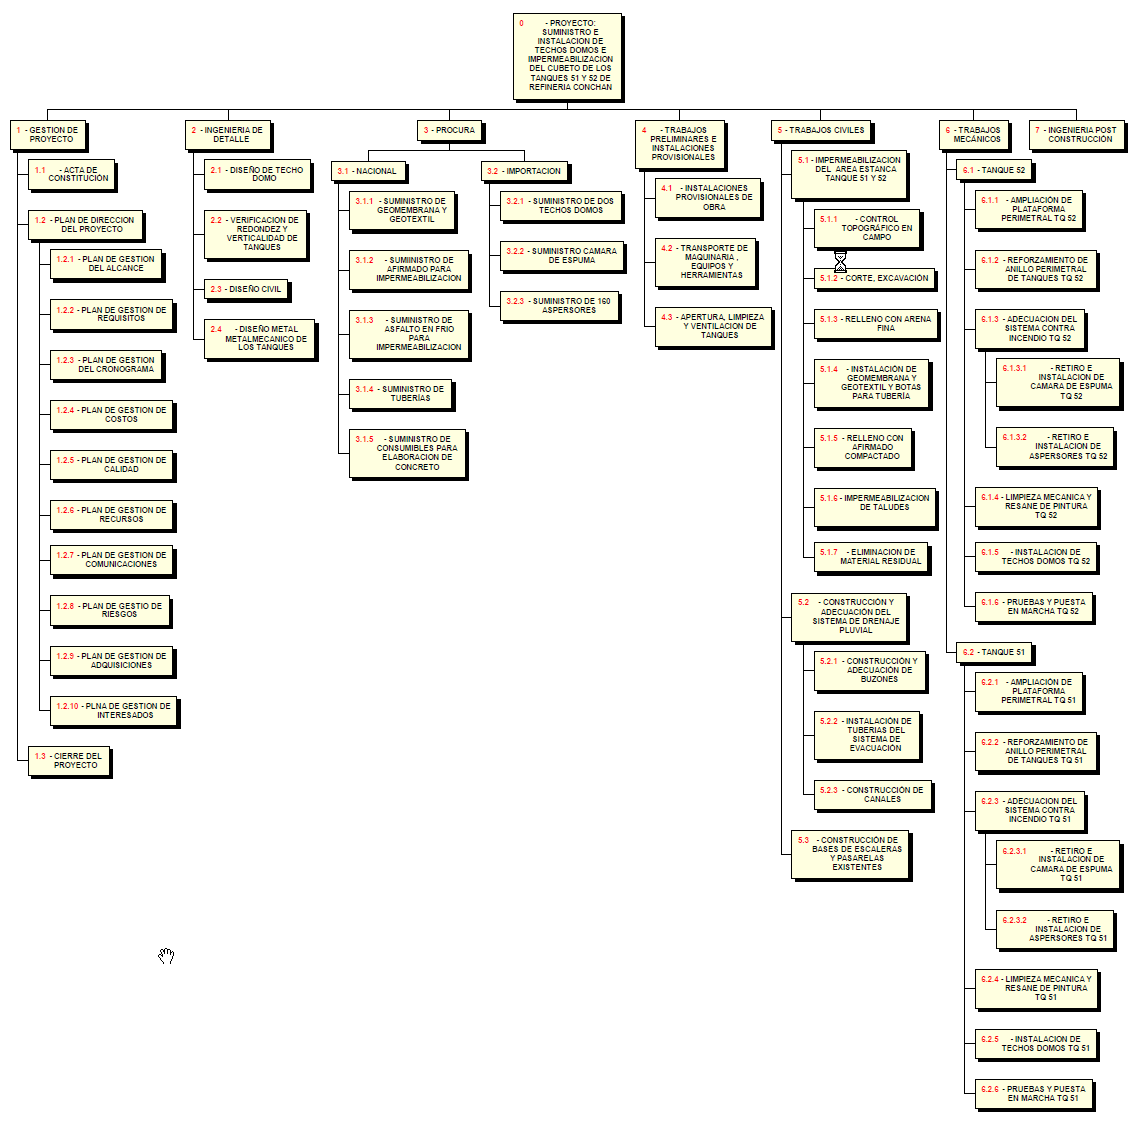 0 - PROYECTO:
SUMINISTRO E
INSTALACION DE
TECHOS DOMOS E
IMPERMEABILIZACION
DEL CUBETO DE LOS
TANQUES 51 Y 52 DE
REFINERIA CONCHAN
1 - GESTION DE
PROYECTO
1.1 - ACTA DE
CONSTITUCIÓN
1.2 - PLAN DE DIRECCION
DEL PROYECTO
1.2.1 - PLAN DE GESTION
DEL ALCANCE
1.2.2 - PLAN DE GESTION DE
REQUISITOS
1.2.3 - PLAN DE GESTION
DEL CRONOGRAMA
1.2.4 - PLAN DE GESTION DE
COSTOS
1.2.5 - PLAN DE GESTION DE
CALIDAD
1.2.6 - PLAN DE GESTION DE
RECURSOS
1.2.7 - PLAN DE GESTION DE
COMUNICACIONES
1.2.8 - PLAN DE GESTIO DE
RIESGOS
1.2.9 - PLAN DE GESTION DE
ADQUISICIONES
1.2.10 - PLNA DE GESTION DE
INTERESADOS
1.3 - CIERRE DEL
PROYECTO
2 - INGENIERIA DE
DETALLE
2.1 - DISEÑO DE TECHO
DOMO
2.2 - VERIFICACION DE
REDONDEZ Y
VERTICALIDAD DE
TANQUES
2.3 - DISEÑO CIVIL
2.4 - DISEÑO METAL
METALMECANICO DE
LOS TANQUES
3 - PROCURA
3.1 - NACIONAL
3.1.1 - SUMINISTRO DE
GEOMEMBRANA Y
GEOTEXTIL
3.1.2 - SUMINISTRO DE
AFIRMADO PARA
IMPERMEABILIZACION
3.1.3 - SUMINISTRO DE
ASFALTO EN FRIO
PARA
IMPERMEABILIZACION
3.1.4 - SUMINISTRO DE
TUBERÍAS
3.1.5 - SUMINISTRO DE
CONSUMIBLES PARA
ELABORACION DE
CONCRETO
3.2 - IMPORTACION
3.2.1 - SUMINISTRO DE DOS
TECHOS DOMOS
3.2.2 - SUMINISTRO CAMARA
DE ESPUMA
3.2.3 - SUMINISTRO DE 160
ASPERSORES
4 - TRABAJOS
PRELIMINARES E
INSTALACIONES
PROVISIONALES
4.1 - INSTALACIONES
PROVISIONALES DE
OBRA
4.2 - TRANSPORTE DE
MAQUINARIA ,
EQUIPOS Y
HERRAMIENTAS
4.3 - APERTURA, LIMPIEZA
Y VENTILACION DE
TANQUES
5 - TRABAJOS CIVILES
5.1 - IMPERMEABILIZACION
DEL AREA ESTANCA
TANQUE 51 Y 52
5.1.1 - CONTROL
TOPOGRÁFICO EN
CAMPO
5.1.2 - CORTE, EXCAVACIÓN
5.1.3 - RELLENO CON ARENA
FINA
5.1.4 - INSTALACIÓN DE
GEOMEMBRANA Y
GEOTEXTIL Y BOTAS
PARA TUBERÍA
5.1.5 - RELLENO CON
AFIRMADO
COMPACTADO
5.1.6 - IMPERMEABILIZACION
DE TALUDES
5.1.7 - ELIMINACION DE
MATERIAL RESIDUAL
5.2 - CONSTRUCCIÓN Y
ADECUACIÓN DEL
SISTEMA DE DRENAJE
PLUVIAL
5.2.1 - CONSTRUCCIÓN Y
ADECUACIÓN DE
BUZONES
5.2.2 - INSTALACIÓN DE
TUBERIAS DEL
SISTEMA DE
EVACUACIÓN
5.2.3 - CONSTRUCCIÓN DE
CANALES
5.3 - CONSTRUCCIÓN DE
BASES DE ESCALERAS
Y PASARELAS
EXISTENTES
6 - TRABAJOS
MECÁNICOS
6.1 - TANQUE 52
6.1.1 - AMPLIACIÓN DE
PLATAFORMA
PERIMETRAL TQ 52
6.1.2 - REFORZAMIENTO DE
ANILLO PERIMETRAL
DE TANQUES TQ 52
6.1.3 - ADECUACION DEL
SISTEMA CONTRA
INCENDIO TQ 52
6.1.3.1 - RETIRO E
INSTALACION DE
CAMARA DE ESPUMA
TQ 52
6.1.3.2 - RETIRO E
INSTALACION DE
ASPERSORES TQ 52
6.1.4 - LIMPIEZA MECANICA Y
RESANE DE PINTURA
TQ 52
6.1.5 - INSTALACION DE
TECHOS DOMOS TQ 52
6.1.6 - PRUEBAS Y PUESTA
EN MARCHA TQ 52
6.2 - TANQUE 51
6.2.1 - AMPLIACIÓN DE
PLATAFORMA
PERIMETRAL TQ 51
6.2.2 - REFORZAMIENTO DE
ANILLO PERIMETRAL
DE TANQUES TQ 51
6.2.3 - ADECUACION DEL
SISTEMA CONTRA
INCENDIO TQ 51
6.2.3.1 - RETIRO E
INSTALACION DE
CAMARA DE ESPUMA
TQ 51
6.2.3.2 - RETIRO E
INSTALACION DE
ASPERSORES TQ 51
6.2.4 - LIMPIEZA MECANICA Y
RESANE DE PINTURA
TQ 51
6.2.5 - INSTALACION DE
TECHOS DOMOS TQ 51
6.2.6 - PRUEBAS Y PUESTA
EN MARCHA TQ 51
7 - INGENIERIA POST
CONSTRUCCIÓN